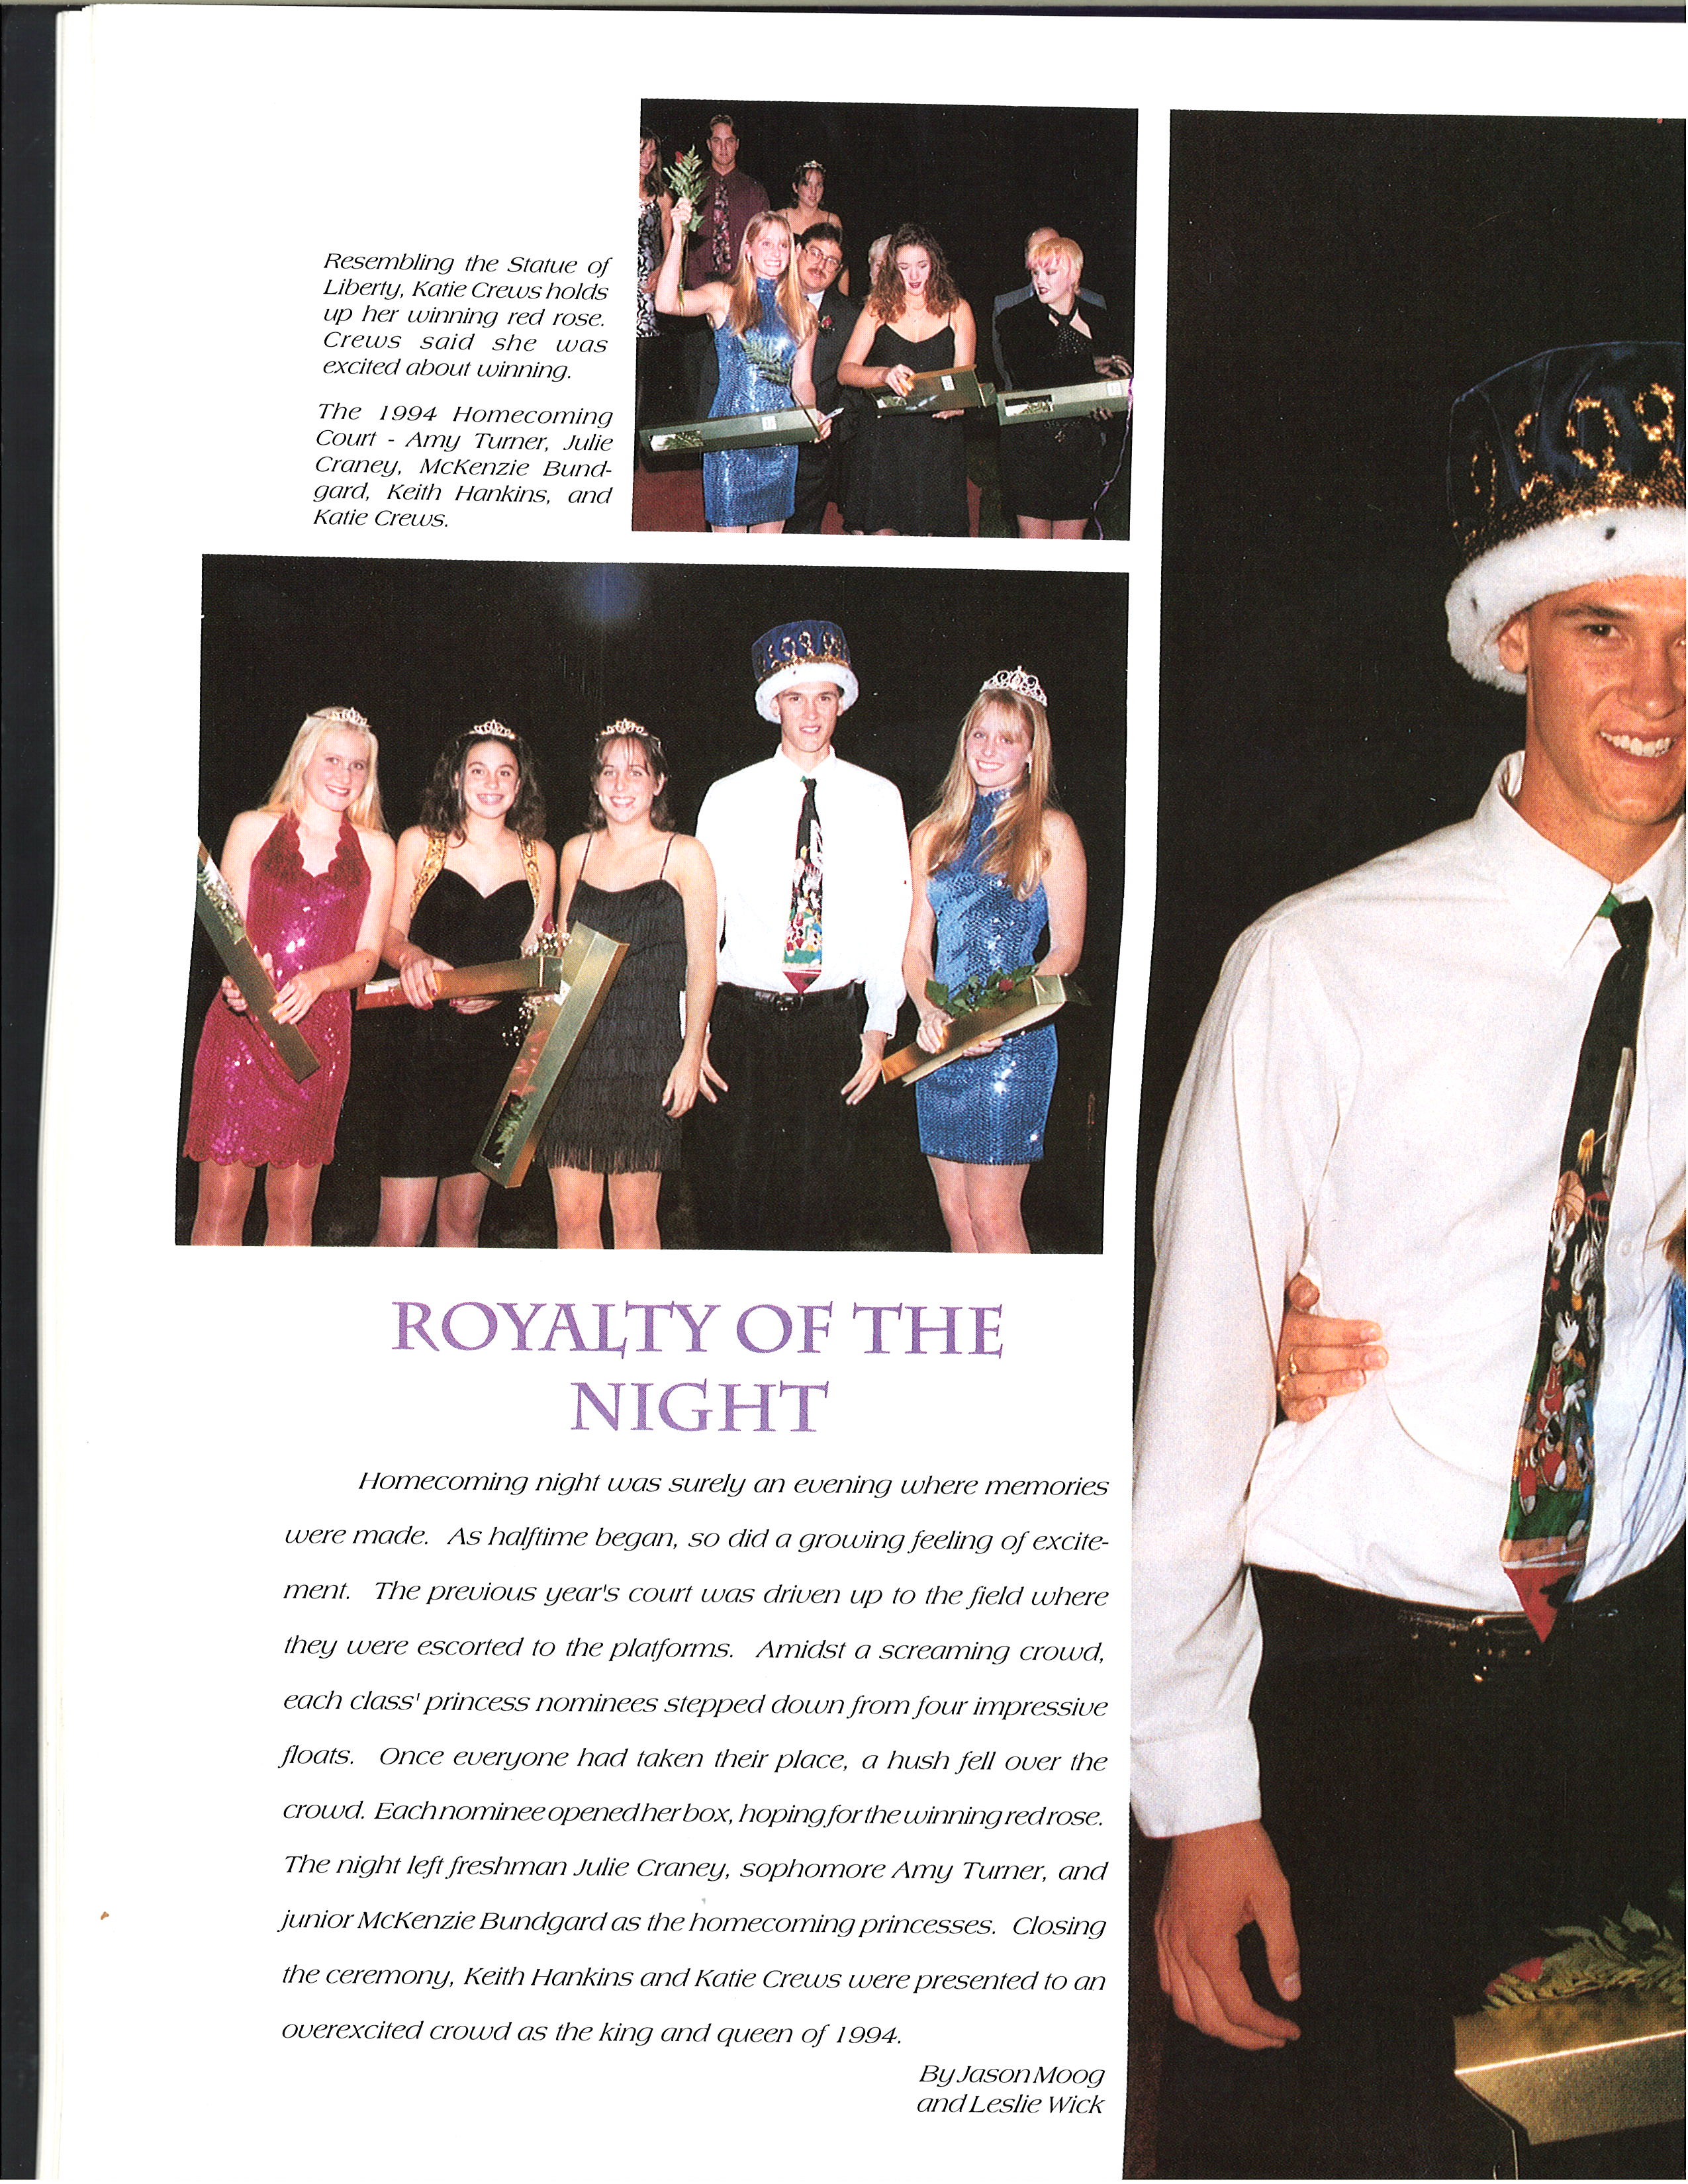 Resembling the Statue of
Liberty, Katie Crews holds
up her winning red rose.
Crews said she was
excited about winning.
The 1994 Homecoming
Court - Amy Turner, Julie
Craney, McKenzie Bund-
gard, Keith Hankins, and
Katie Crews.
ROYALTY OF THE
NIGHT
Homecoming night was surely an evening where memories
were made. As halftime began, so did a growing feeling of excite-
ment. The previous year's court was driven up to the field where
they were escorted to the platforms. Amidst a screaming crowd,
each class' princess nominees stepped down from four impressive
floats. Once everyone had taken their place, a hush fell over the
crowd. Each nominee opened her box, hoping for the winning red rose.
The night left freshman Julie Craney, sophomore Amy Turner, and
junior McKenzie Bundgard as the homecoming princesses. Closing
the ceremony, Keith Hankins and Katie Crews were presented to an
overexcited crowd as the king and queen of 1994.
By Jason Moog
and Leslie Wick